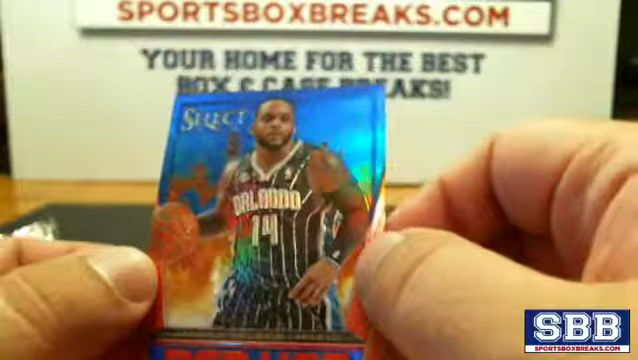 SPORTSBOXBREAKS.COM
YOUR HOME FOR THE BEST
BOX & CASE BREAKS!
SELECT
ORLANDO
14
SBB
SPORTSBOXBREAKS.COM